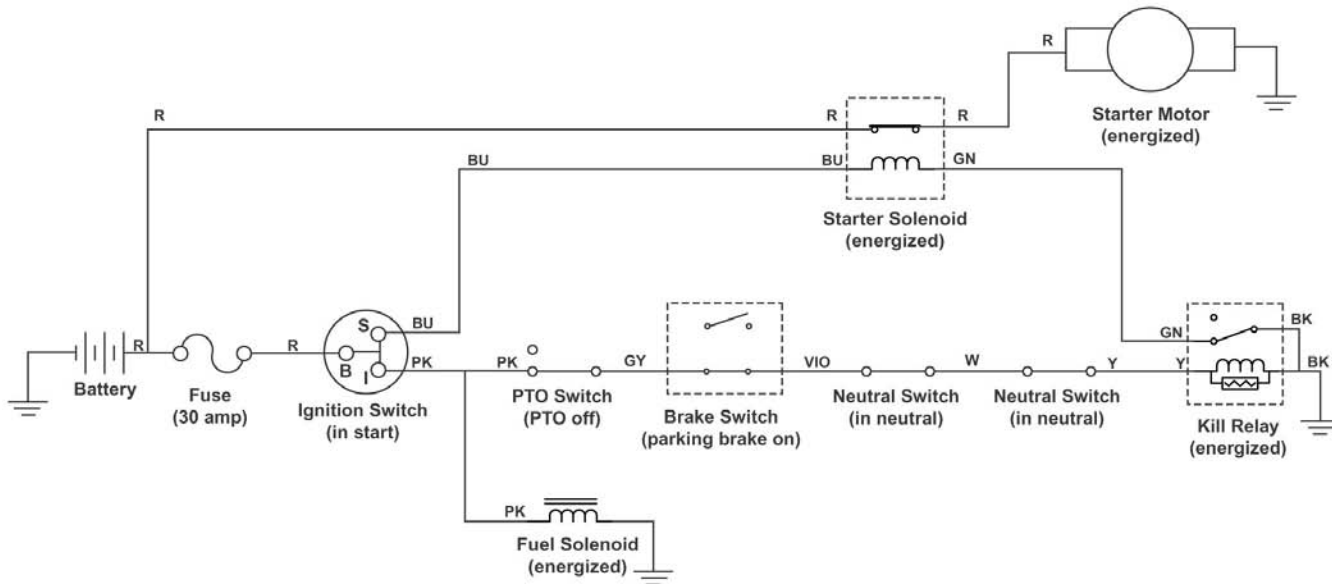 R
Starter Motor
(energized)
R
R
R
BU
BU
GN
Starter Solenoid
(energized)
R
Battery
Fuse
(30 amp)
R
S
B
I
BU
PK
Ignition Switch
(in start)
PK
PTO Switch
(PTO off)
GY
Brake Switch
(parking brake on)
VIO
Neutral Switch
(in neutral)
W
Neutral Switch
(in neutral)
Y
GN
BK
Y
BK
Kill Relay
(energized)
PK
Fuel Solenoid
(energized)